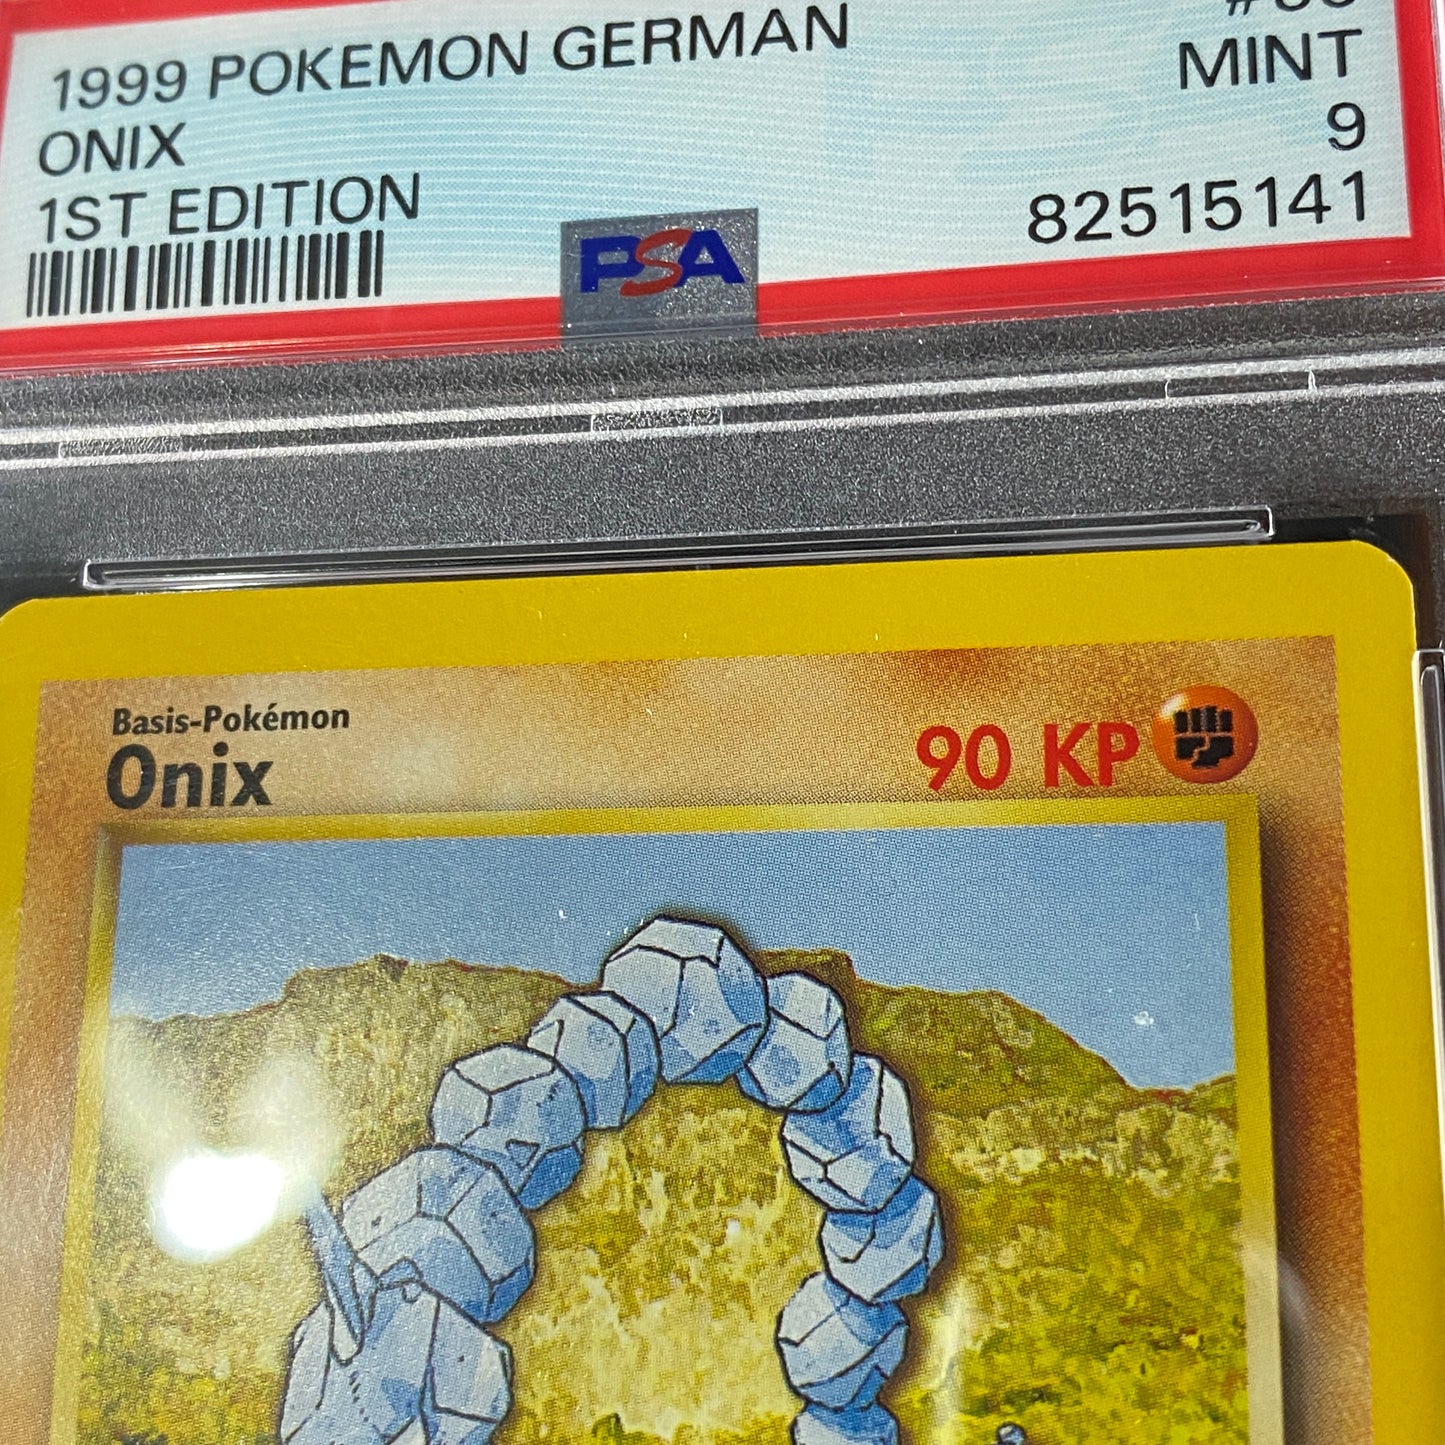 1999 POKEMON GERMAN
ONIX
1ST EDITION
MINT
9
82515141
PSA
Basis-Pokémon
Onix
90 KP